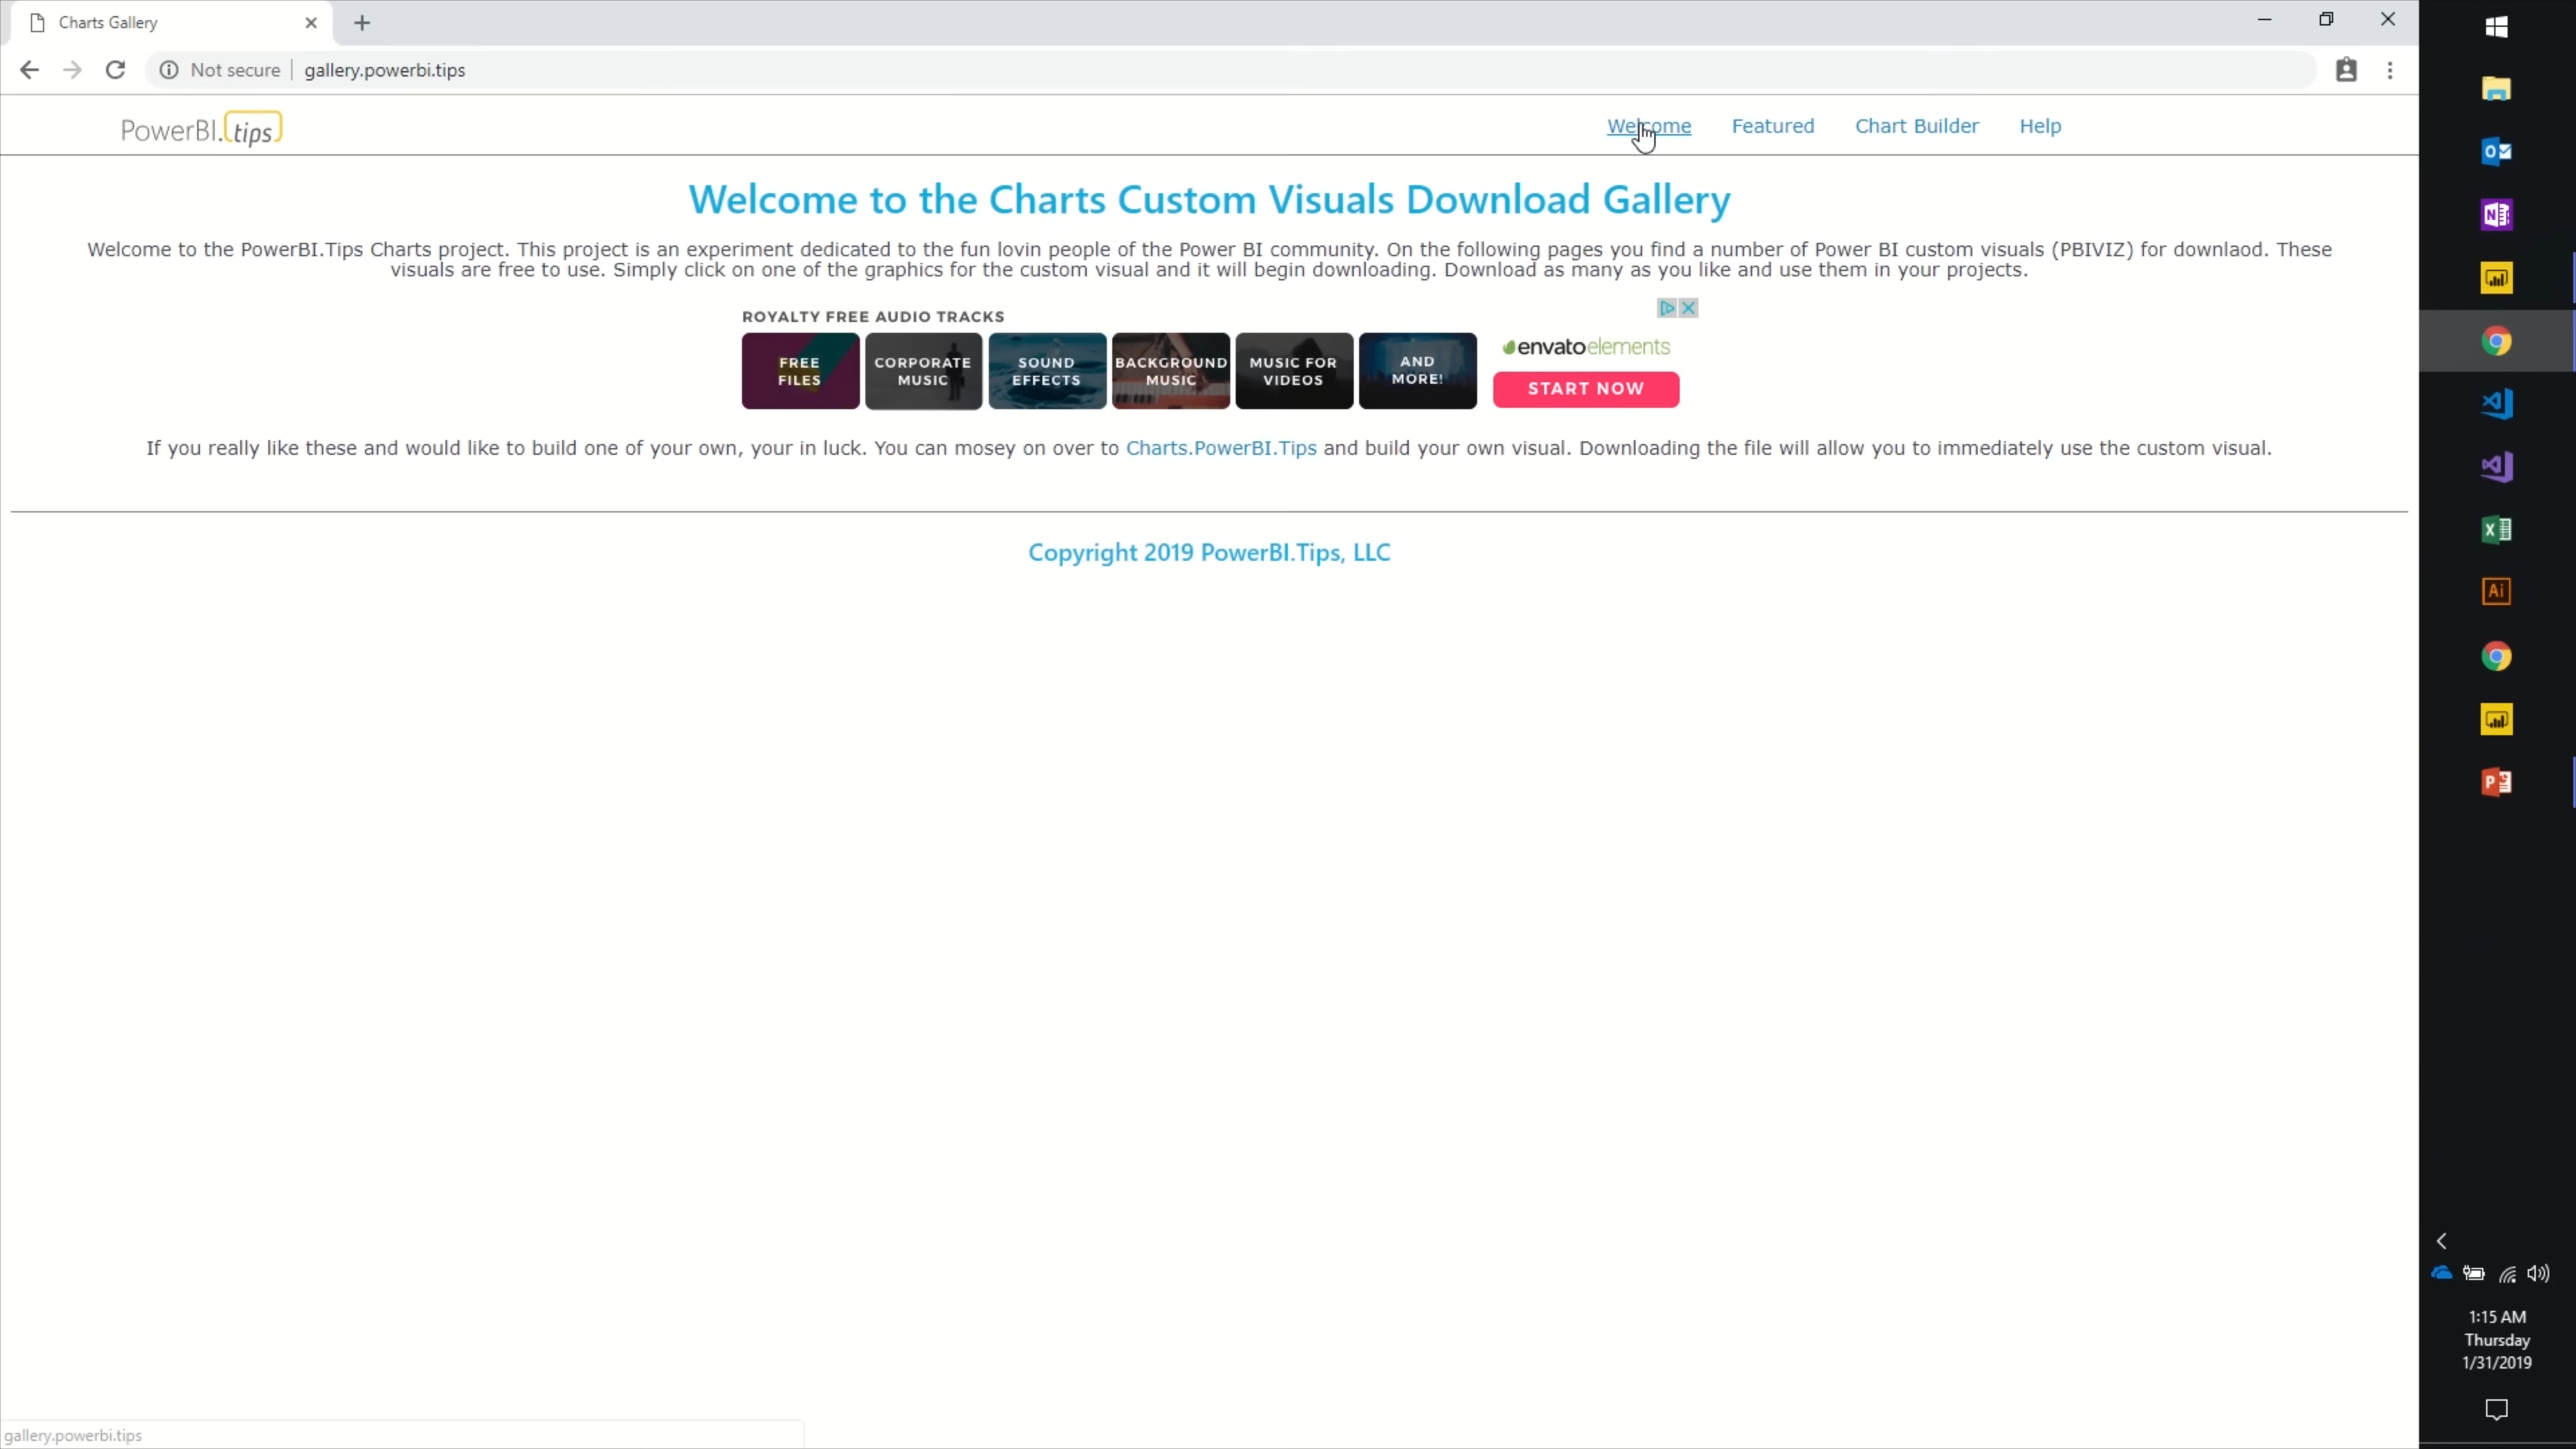 Charts Gallery
Not secure
gallery.powerbi.tips
PowerBI.tips
Welcome
Featured
Chart Builder
Help
Welcome to the Charts Custom Visuals Download Gallery
Welcome to the PowerBI.Tips Charts project. This project is an experiment dedicated to the fun lovin people of the Power BI community. On the following pages you find a number of Power BI custom visuals (PBIVIZ) for downlaod. These
visuals are free to use. Simply click on one of the graphics for the custom visual and it will begin downloading. Download as many as you like and use them in your projects.
ROYALTY FREE AUDIO TRACKS
FREE
FILES
CORPORATE
MUSIC
SOUND
EFFECTS
BACKGROUND
MUSIC
MUSIC FOR
VIDEOS
AND
MORE!
envatoelements
START NOW
If you really like these and would like to build one of your own, your in luck. You can mosey on over to Charts.PowerBI.Tips and build your own visual. Downloading the file will allow you to immediately use the custom visual.
Copyright 2019 PowerBI.Tips, LLC
Ai
1:15 AM
Thursday
1/31/2019
gallery.powerbi.tips